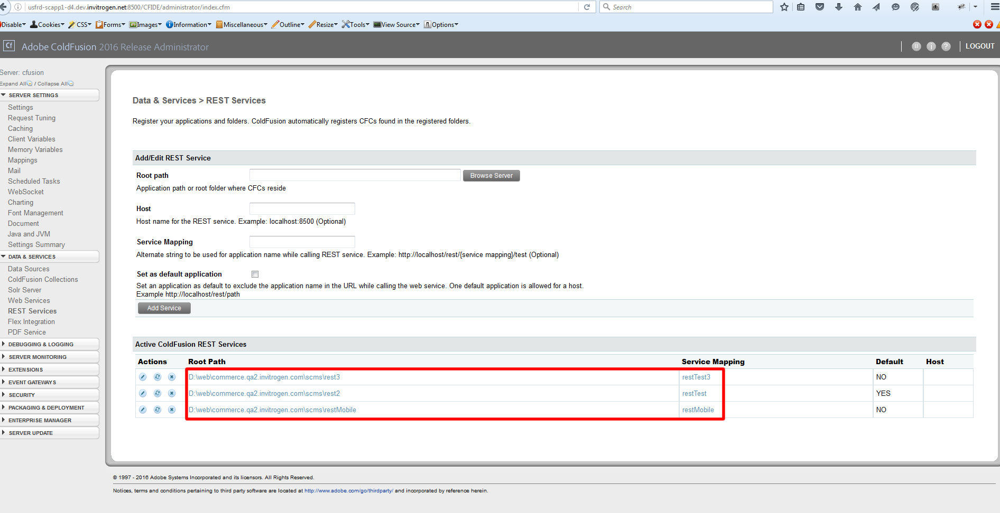 usfrd-scapp1-d4.dev.invitrogen.net:8500/CFIDE/administrator/index.cfm
Search
Disable Cookies CSS Forms Images Information Miscellaneous Outline Resize Tools View Source Options
Cf Adobe ColdFusion 2016 Release Administrator
LOGOUT
Server: cfusion
Expand All / Collapse All
SERVER SETTINGS
Settings
Request Tuning
Caching
Client Variables
Memory Variables
Mappings
Mail
Scheduled Tasks
WebSocket
Charting
Font Management
Document
Java and JVM
Settings Summary
DATA & SERVICES
Data Sources
ColdFusion Collections
Solr Server
Web Services
REST Services
Flex Integration
PDF Service
DEBUGGING & LOGGING
SERVER MONITORING
EXTENSIONS
EVENT GATEWAYS
SECURITY
PACKAGING & DEPLOYMENT
ENTERPRISE MANAGER
SERVER UPDATE
Data & Services > REST Services
Register your applications and folders. ColdFusion automatically registers CFCs found in the registered folders.
Add/Edit REST Service
Root path
Browse Server
Application path or root folder where CFCs reside
Host
Host name for the REST service. Example: localhost:8500 (Optional)
Service Mapping
Alternate string to be used for application name while calling REST service. Example: http://localhost/rest/{service mapping}/test (Optional)
Set as default application
Set an application as default to exclude the application name in the URL while calling the web service. One default application is allowed for a host.
Example http://localhost/rest/path
Add Service
Active ColdFusion REST Services
Actions Root Path Service Mapping Default Host
D:\web\commerce.qa2.invitrogen.com\scms\rest3 restTest3 NO
D:\web\commerce.qa2.invitrogen.com\scms\rest2 restTest YES
D:\web\commerce.qa2.invitrogen.com\scms\restMobile restMobile NO
© 1997 - 2016 Adobe Systems Incorporated and its licensors. All Rights Reserved.
Notices, terms and conditions pertaining to third party software are located at http://www.adobe.com/go/thirdparty/ and incorporated by reference herein.